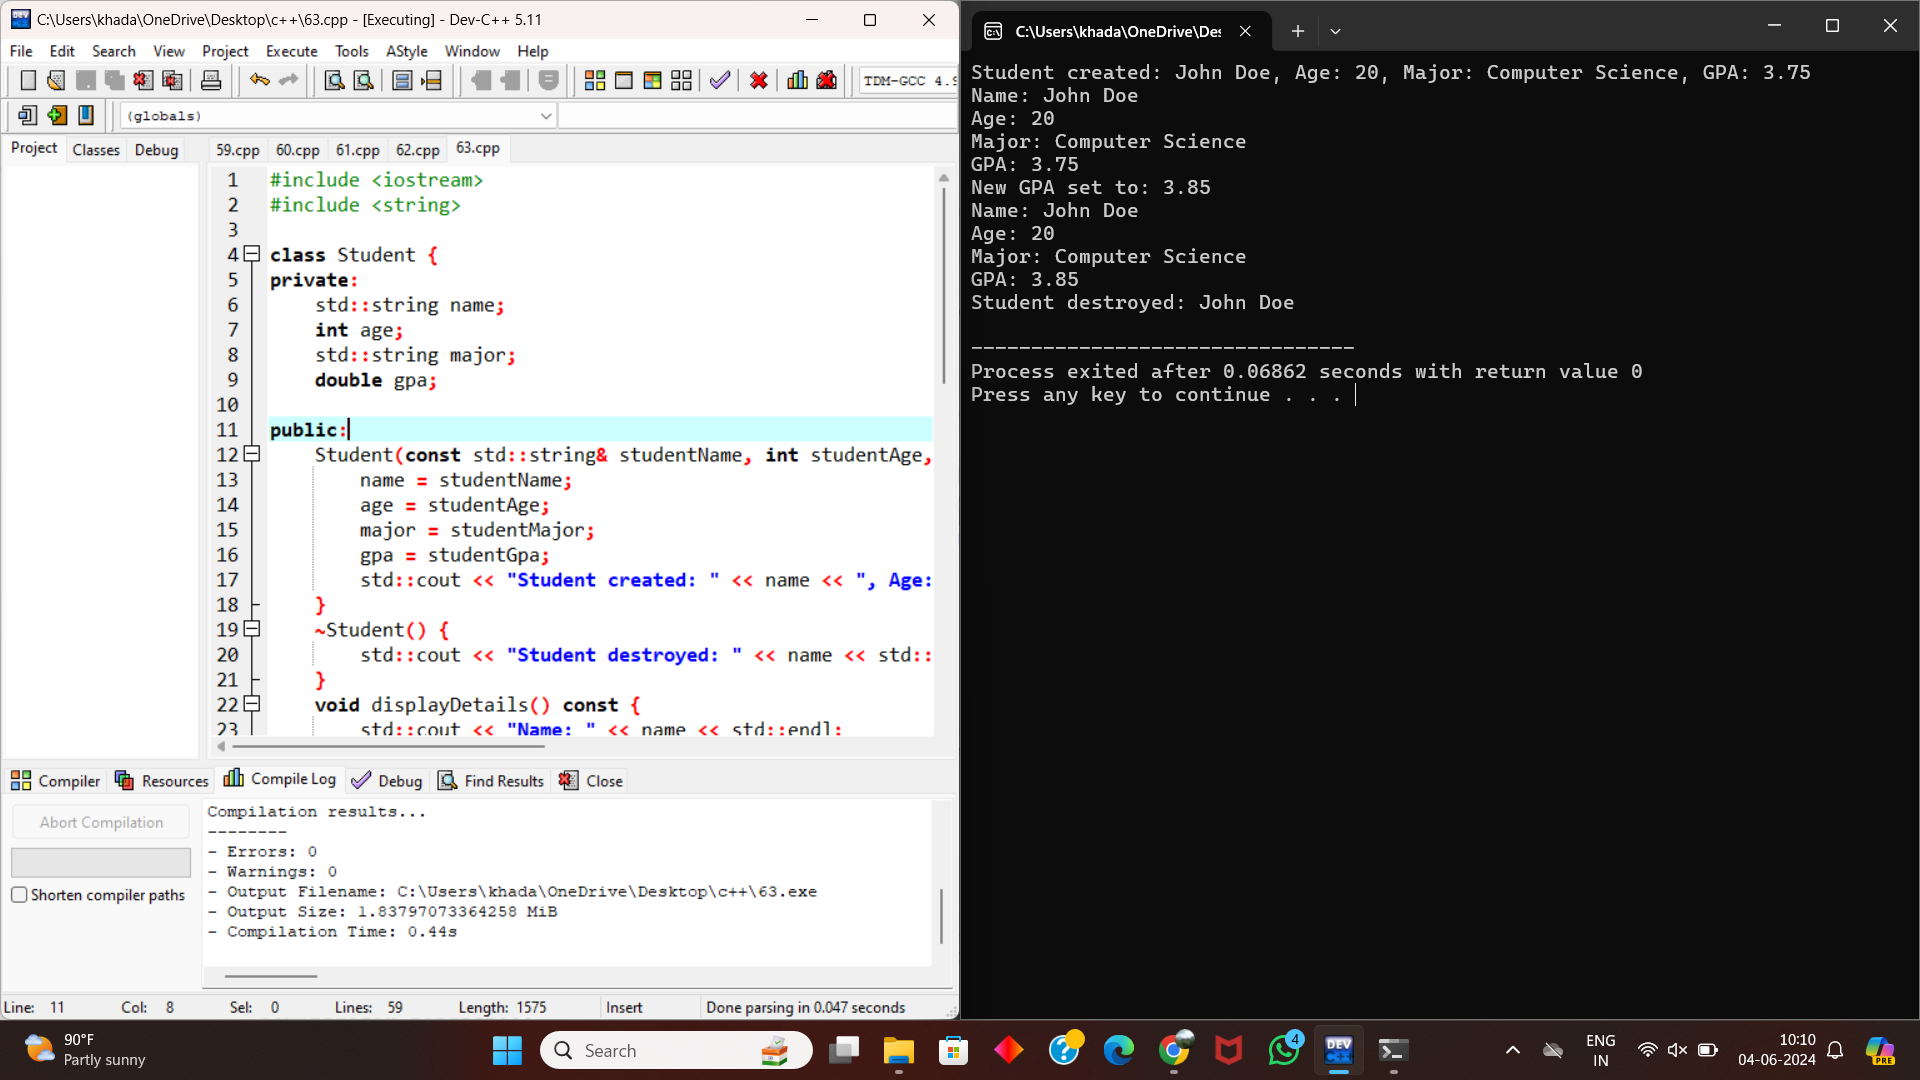 C:\Users\khada\OneDrive\Desktop\c++\63.cpp - [Executing] - Dev-C++ 5.11
File Edit Search View Project Execute Tools AStyle Window Help
TDM-GCC 4.9
(globals)
Project Classes Debug
59.cpp 60.cpp 61.cpp 62.cpp 63.cpp
1 #include <iostream>
2 #include <string>
3
4 class Student {
5 private:
6 std::string name;
7 int age;
8 std::string major;
9 double gpa;
10
11 public:
12 Student(const std::string& studentName, int studentAge,
13 name = studentName;
14 age = studentAge;
15 major = studentMajor;
16 gpa = studentGpa;
17 std::cout << "Student created: " << name << ", Age:
18 }
19 ~Student() {
20 std::cout << "Student destroyed: " << name << std::
21 }
22 void displayDetails() const {
23 std::cout << "Name: " << name << std::endl;
Compiler Resources Compile Log Debug Find Results Close
Abort Compilation
Shorten compiler paths
Compilation results...
--------
- Errors: 0
- Warnings: 0
- Output Filename: C:\Users\khada\OneDrive\Desktop\c++\63.exe
- Output Size: 1.83797073364258 MiB
- Compilation Time: 0.44s
Line: 11 Col: 8 Sel: 0 Lines: 59 Length: 1575 Insert Done parsing in 0.047 seconds
C:\Users\khada\OneDrive\Des
Student created: John Doe, Age: 20, Major: Computer Science, GPA: 3.75
Name: John Doe
Age: 20
Major: Computer Science
GPA: 3.75
New GPA set to: 3.85
Name: John Doe
Age: 20
Major: Computer Science
GPA: 3.85
Student destroyed: John Doe
--------------------------------
Process exited after 0.06862 seconds with return value 0
Press any key to continue . . .
90°F
Partly sunny
Search
DEV
C++
4
PRE
ENG
IN
10:10
04-06-2024